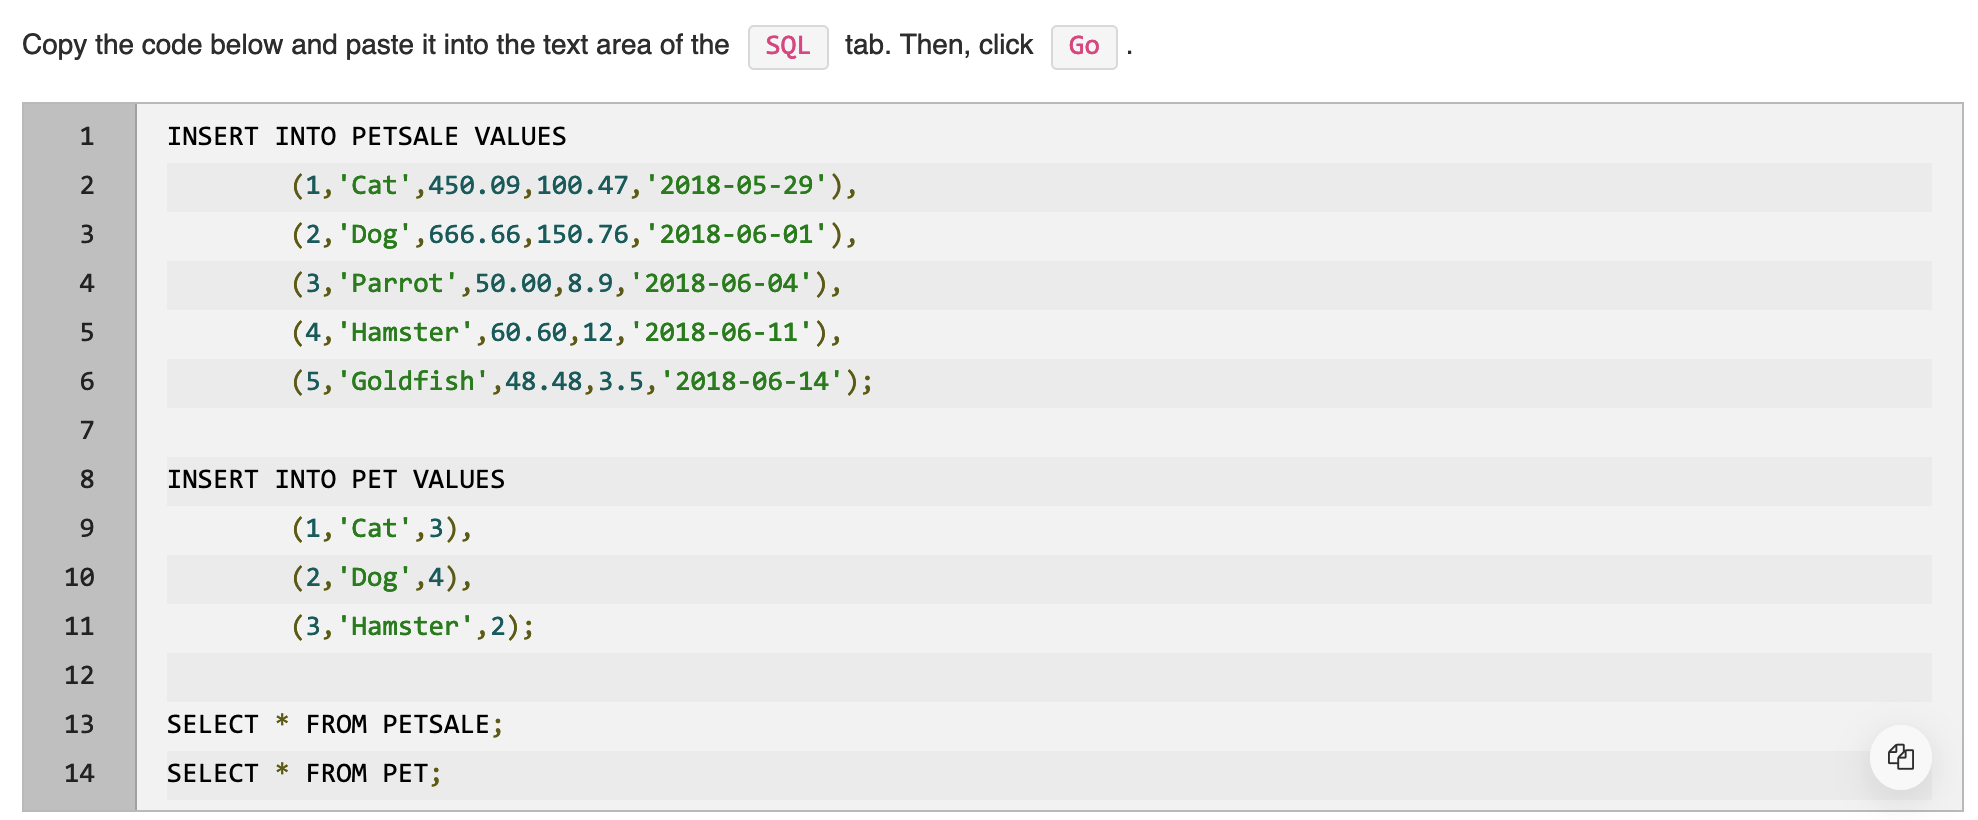 Copy the code below and paste it into the text area of the SQL tab. Then, click Go .
1 INSERT INTO PETSALE VALUES
2 (1,'Cat',450.09,100.47,'2018-05-29'),
3 (2,'Dog',666.66,150.76,'2018-06-01'),
4 (3,'Parrot',50.00,8.9,'2018-06-04'),
5 (4,'Hamster',60.60,12,'2018-06-11'),
6 (5,'Goldfish',48.48,3.5,'2018-06-14');
7
8 INSERT INTO PET VALUES
9 (1,'Cat',3),
10 (2,'Dog',4),
11 (3,'Hamster',2);
12
13 SELECT * FROM PETSALE;
14 SELECT * FROM PET;